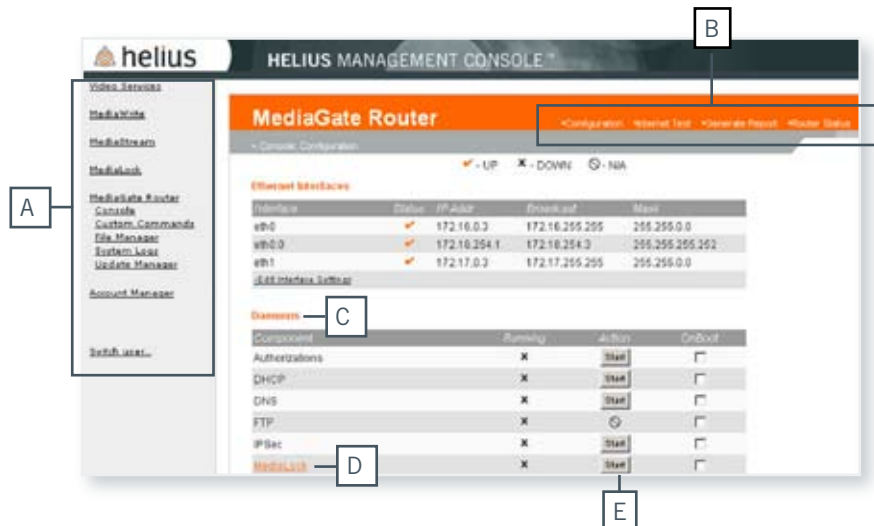 B
helius
HELIUS MANAGEMENT CONSOLE™
Video Services
MediaWrite
MediaStream
MediaLock
MediaGate Router
Console
Custom Commands
File Manager
System Logs
Update Manager
Account Manager
Switch user...
A
MediaGate Router
Configuration Ethernet Test Generate Report Router Status
Console: Configuration
- UP - DOWN - N/A
Ethernet Interfaces
Interface Status IP Addr Broadcast Mask
eth0 172.16.0.3 172.16.255.255 255.255.0.0
eth0:0 172.18.254.1 172.18.254.3 255.255.255.252
eth1 172.17.0.3 172.17.255.255 255.255.0.0
Edit Interface Settings
Daemons
C
Component Running Action OnBoot
Authorizations Start
DHCP Start
DNS Start
FTP
IPSec Start
MediaLock Start
D
E